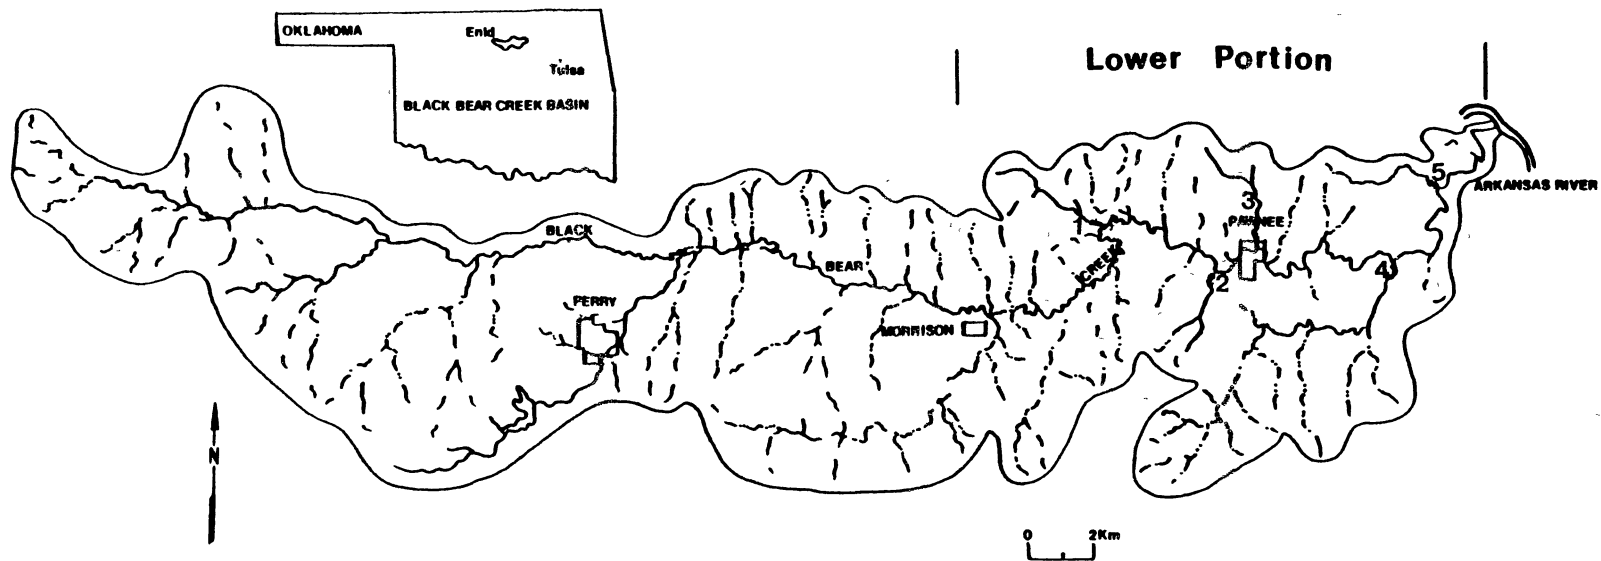 OKLAHOMA
Enid
Tulsa
BLACK BEAR CREEK BASIN
Lower Portion
ARKANSAS RIVER
5
3
PAWNEE
BLACK
BEAR
CREEK
2
4
PERRY
MORRISON
N
0 2Km